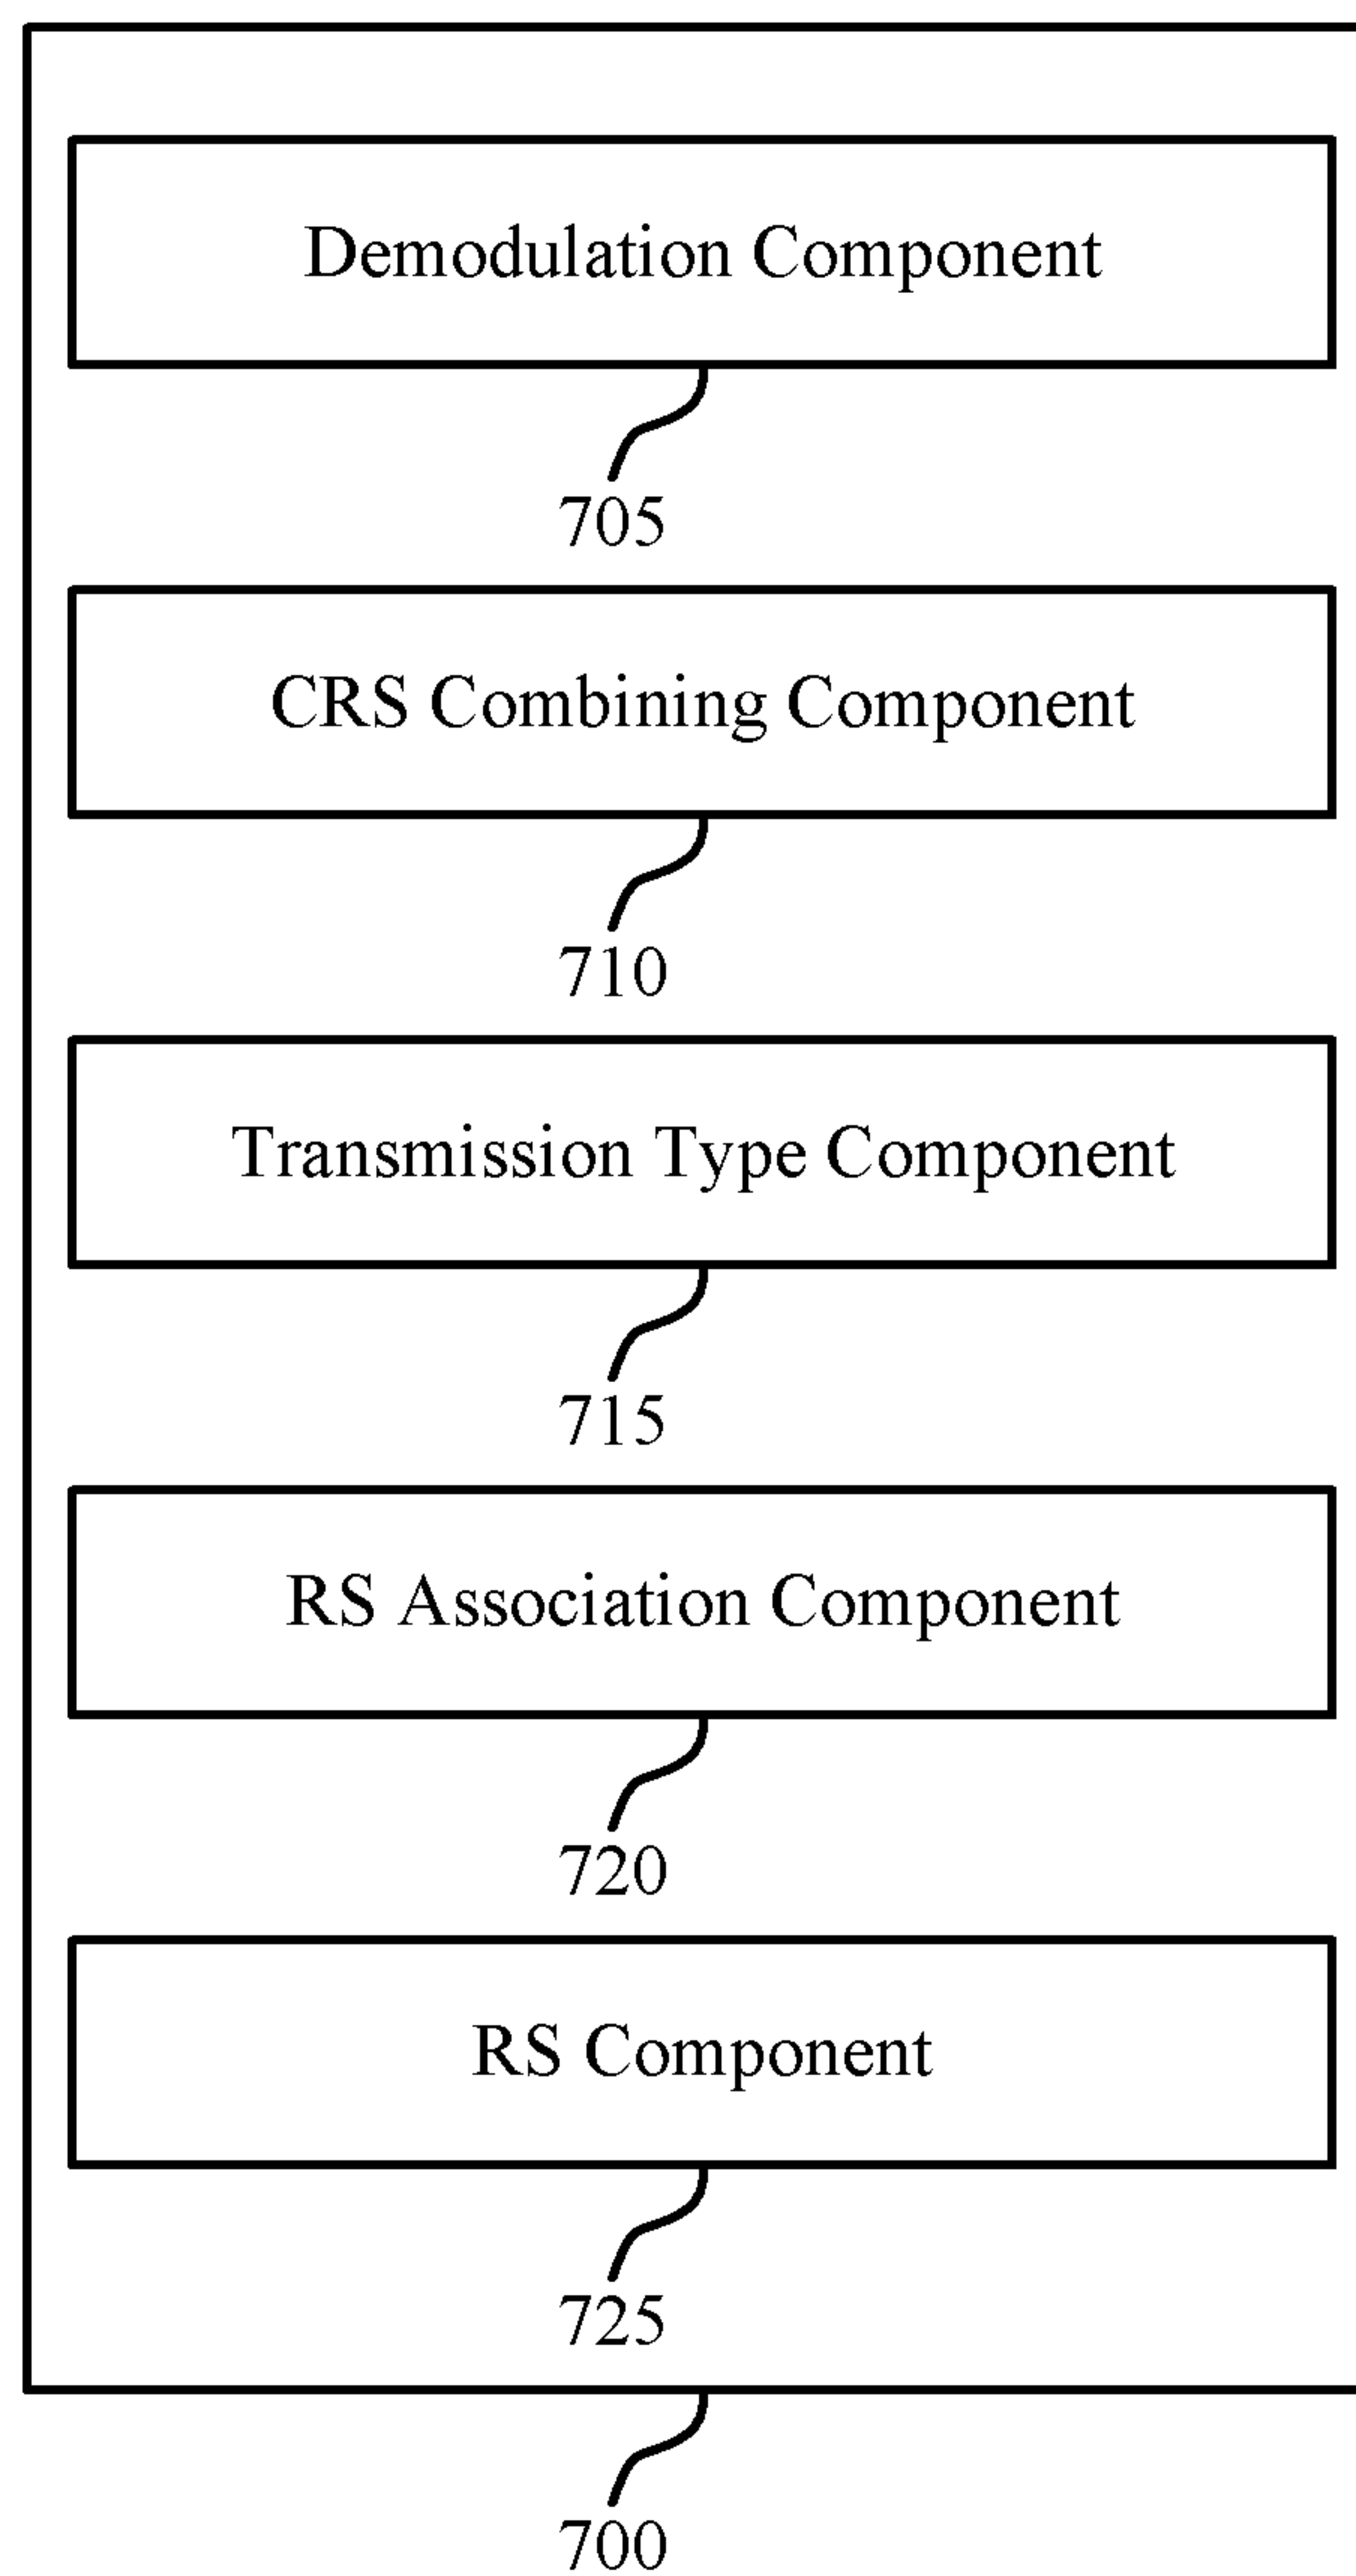 Demodulation Component
705
CRS Combining Component
710
Transmission Type Component
715
RS Association Component
720
RS Component
725
700